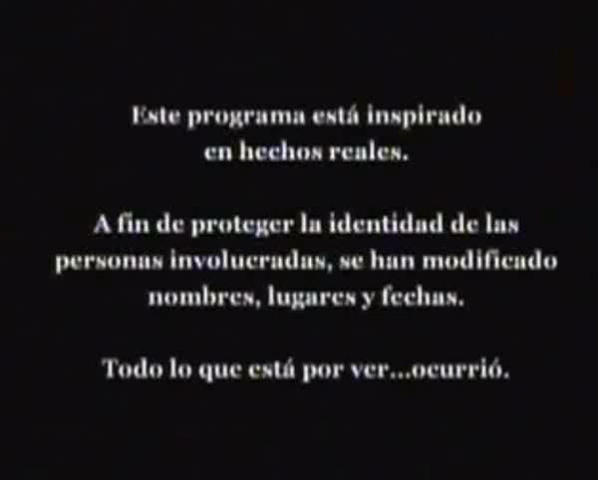 Este programa está inspirado
en hechos reales.
A fin de proteger la identidad de las
personas involucradas, se han modificado
nombres, lugares y fechas.
Todo lo que está por ver...ocurrió.